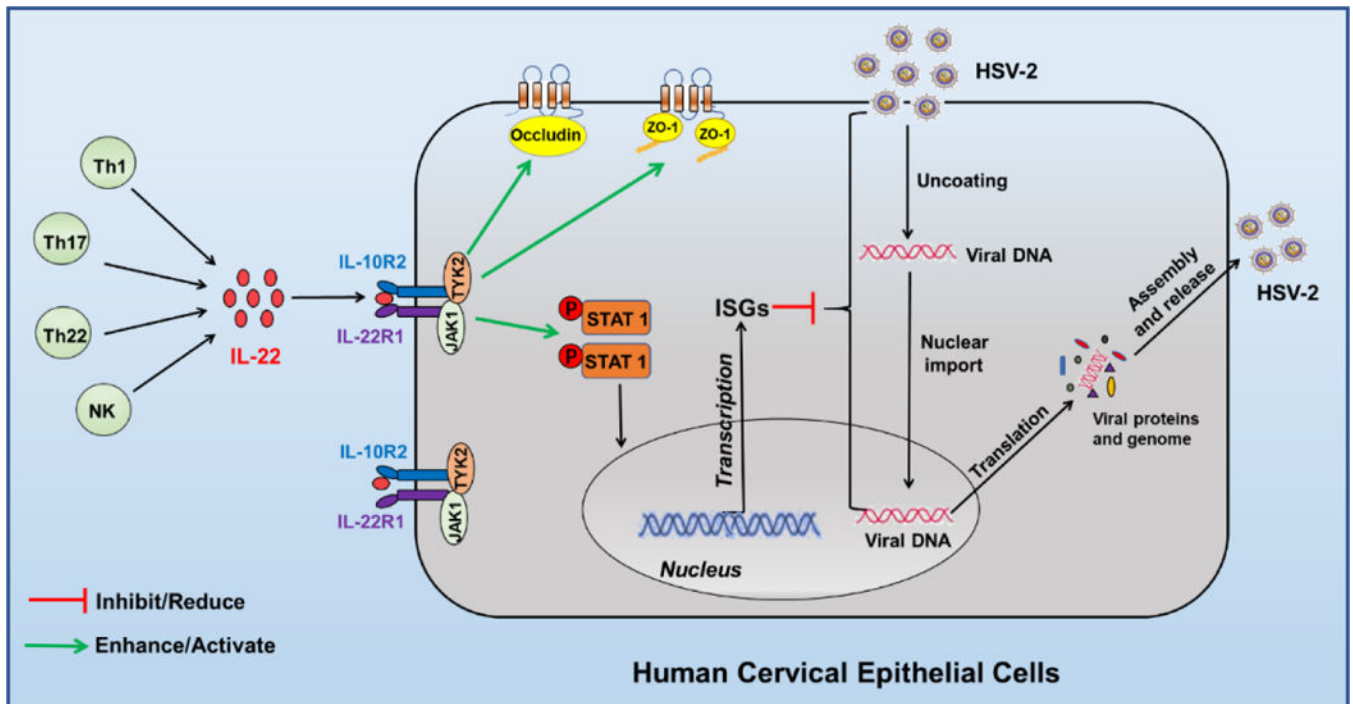 HSV-2
Occludin
ZO-1
ZO-1
Th1
Uncoating
Th17
IL-10R2
TYK2
Viral DNA
HSV-2
Assembly
and release
IL-22
JAK1
IL-22R1
P
STAT 1
ISGs
Th22
P
STAT 1
Nuclear
import
NK
Transcription
Translation
Viral proteins
and genome
IL-10R2
TYK2
IL-22R1
JAK1
Viral DNA
Nucleus
Inhibit/Reduce
Enhance/Activate
Human Cervical Epithelial Cells